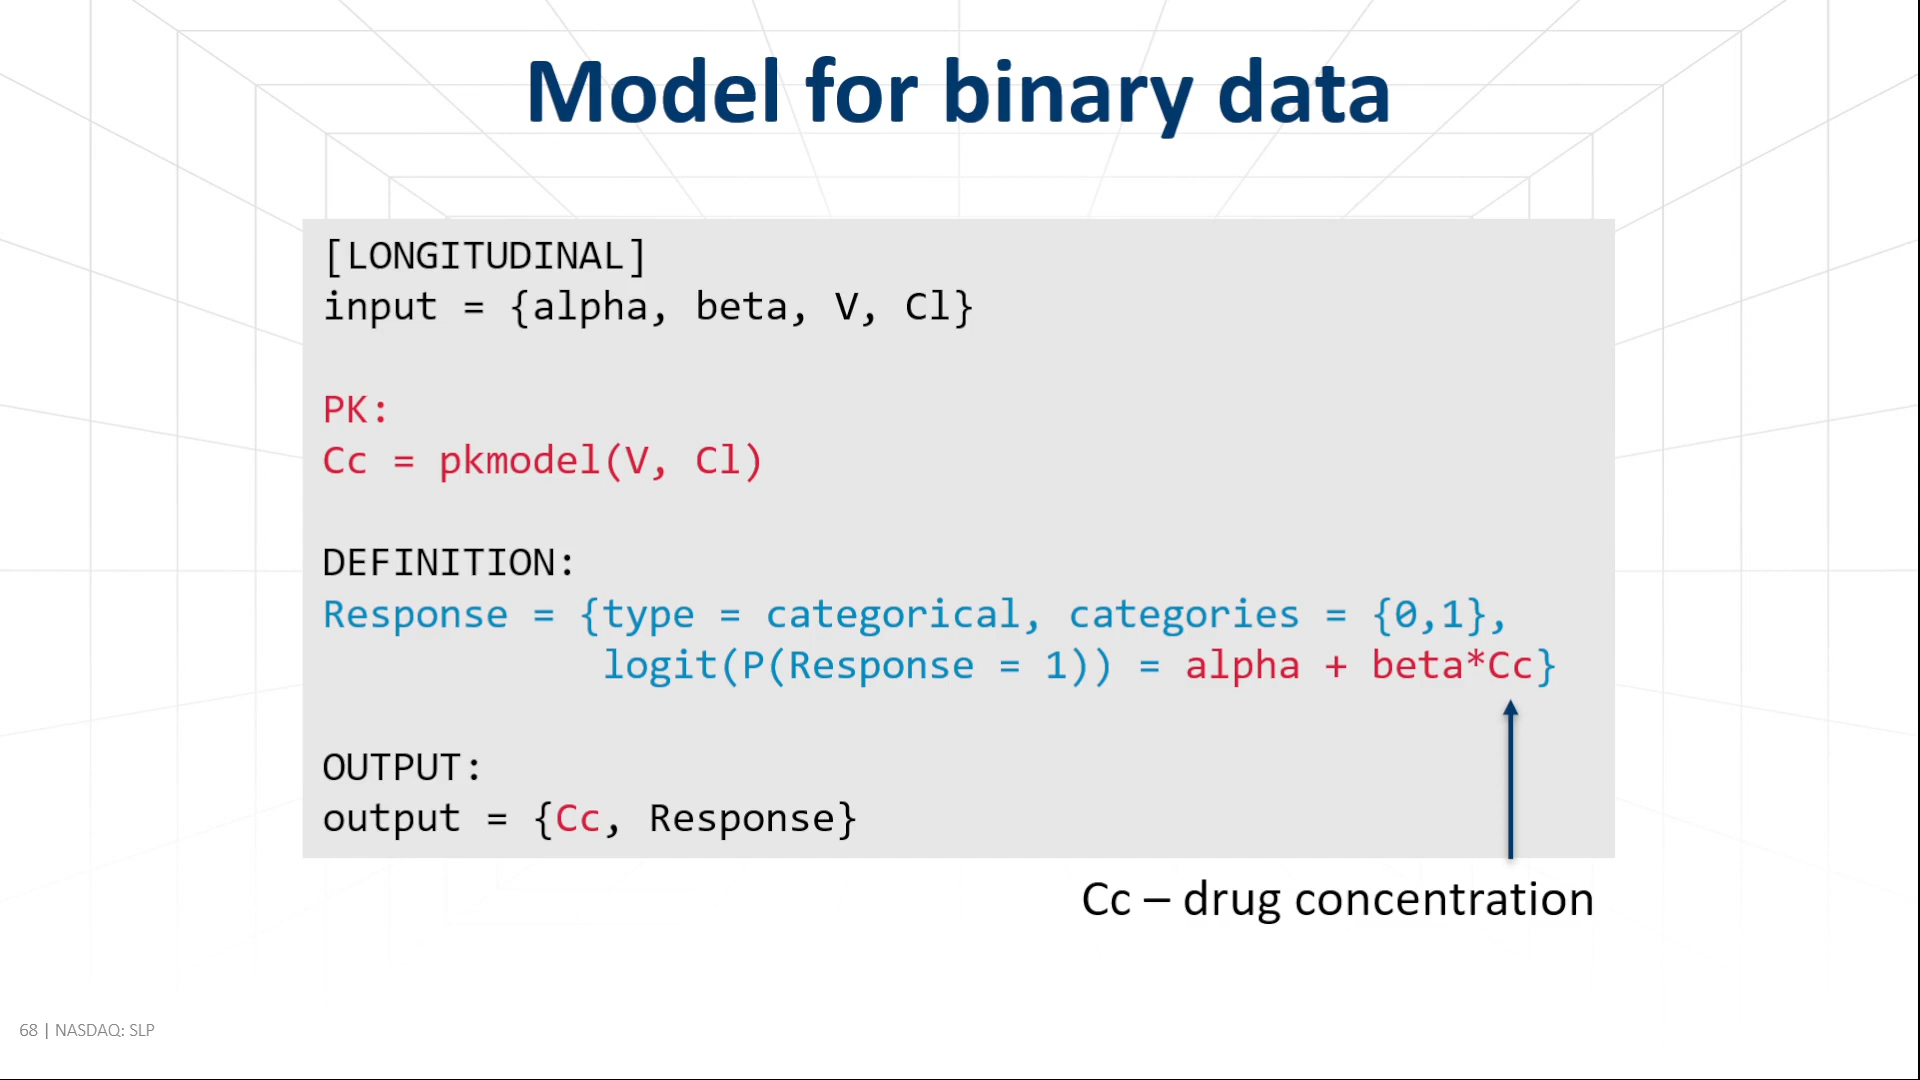 Model for binary data
[LONGITUDINAL]
input = {alpha, beta, V, Cl}
PK:
Cc = pkmodel(V, Cl)
DEFINITION:
Response = {type = categorical, categories = {0,1},
logit(P(Response = 1)) = alpha + beta*Cc}
OUTPUT:
output = {Cc, Response}
Cc – drug concentration
68 | NASDAQ: SLP